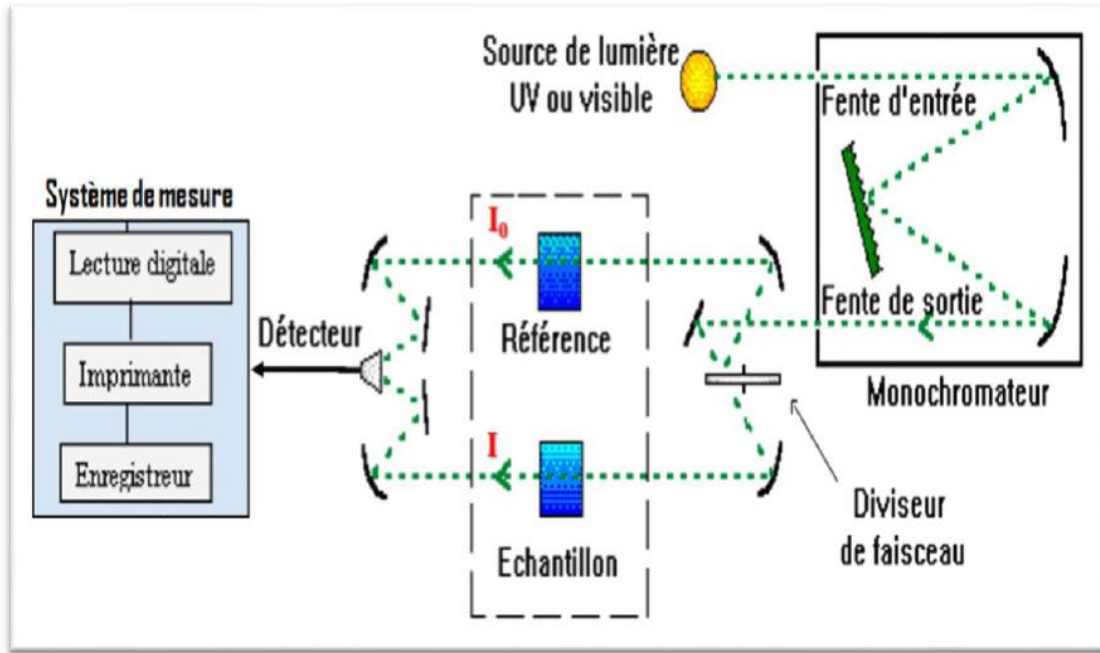 Source de lumière
UV ou visible
Fente d'entrée
Système de mesure
Lecture digitale
I₀
Fente de sortie
Détecteur
Référence
Imprimante
Monochromateur
I
Enregistreur
Diviseur
de faisceau
Echantillon